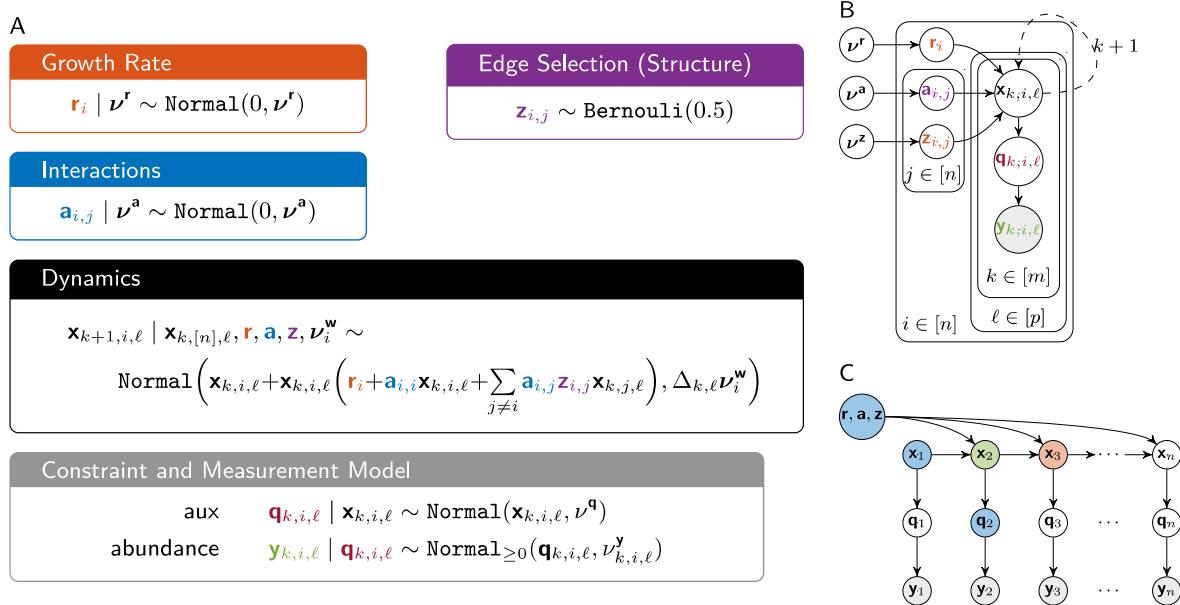 A
Growth Rate
r_i | ν^r ∼ Normal(0, ν^r)
Edge Selection (Structure)
z_{i,j} ∼ Bernouli(0.5)
Interactions
a_{i,j} | ν^a ∼ Normal(0, ν^a)
Dynamics
x_{k+1,i,ℓ} | x_{k,[n],ℓ}, r, a, z, ν_i^w ∼
Normal(x_{k,i,ℓ}+x_{k,i,ℓ}(r_i+a_{i,i}x_{k,i,ℓ}+∑_{j≠i} a_{i,j}z_{i,j}x_{k,j,ℓ}), Δ_{k,ℓ}ν_i^w)
Constraint and Measurement Model
aux q_{k,i,ℓ} | x_{k,i,ℓ} ∼ Normal(x_{k,i,ℓ}, ν^q)
abundance y_{k,i,ℓ} | q_{k,i,ℓ} ∼ Normal_{≥0}(q_{k,i,ℓ}, ν^y_{k,i,ℓ})
B
ν^r r_i k + 1
ν^a a_{i,j} x_{k;i,ℓ}
ν^z z_{i,j}
q_{k;i,ℓ}
j ∈ [n]
y_{k;i,ℓ}
k ∈ [m]
i ∈ [n] ℓ ∈ [p]
C
r, a, z
x_1 x_2 x_3 ⋯ x_n
q_1 q_2 q_3 ⋯ q_n
y_1 y_2 y_3 ⋯ y_n